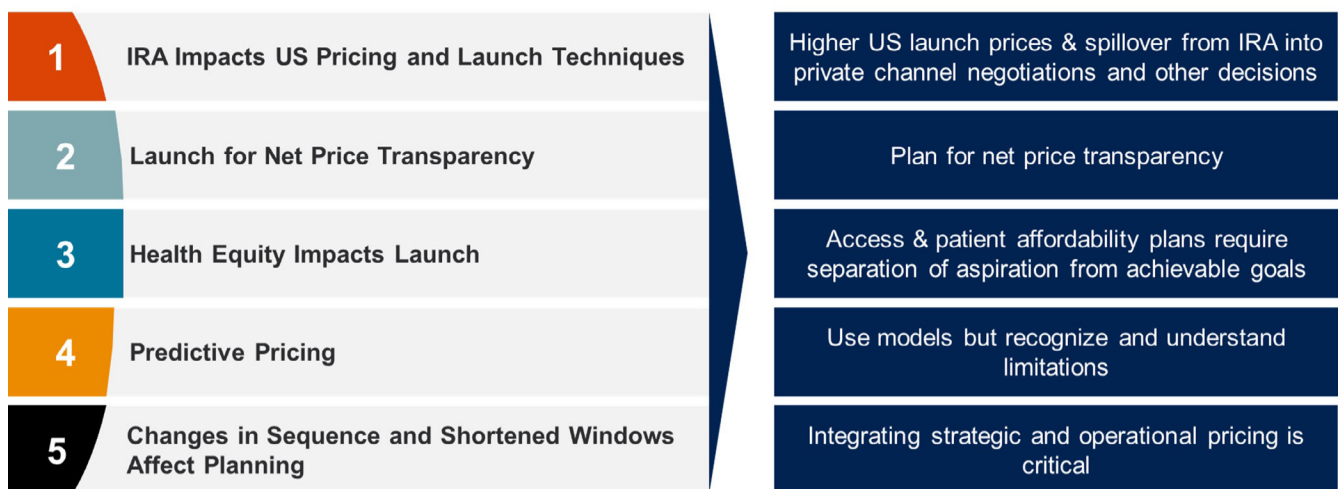 1
IRA Impacts US Pricing and Launch Techniques
Higher US launch prices & spillover from IRA into
private channel negotiations and other decisions
2
Launch for Net Price Transparency
Plan for net price transparency
3
Health Equity Impacts Launch
Access & patient affordability plans require
separation of aspiration from achievable goals
4
Predictive Pricing
Use models but recognize and understand
limitations
5
Changes in Sequence and Shortened Windows
Affect Planning
Integrating strategic and operational pricing is
critical